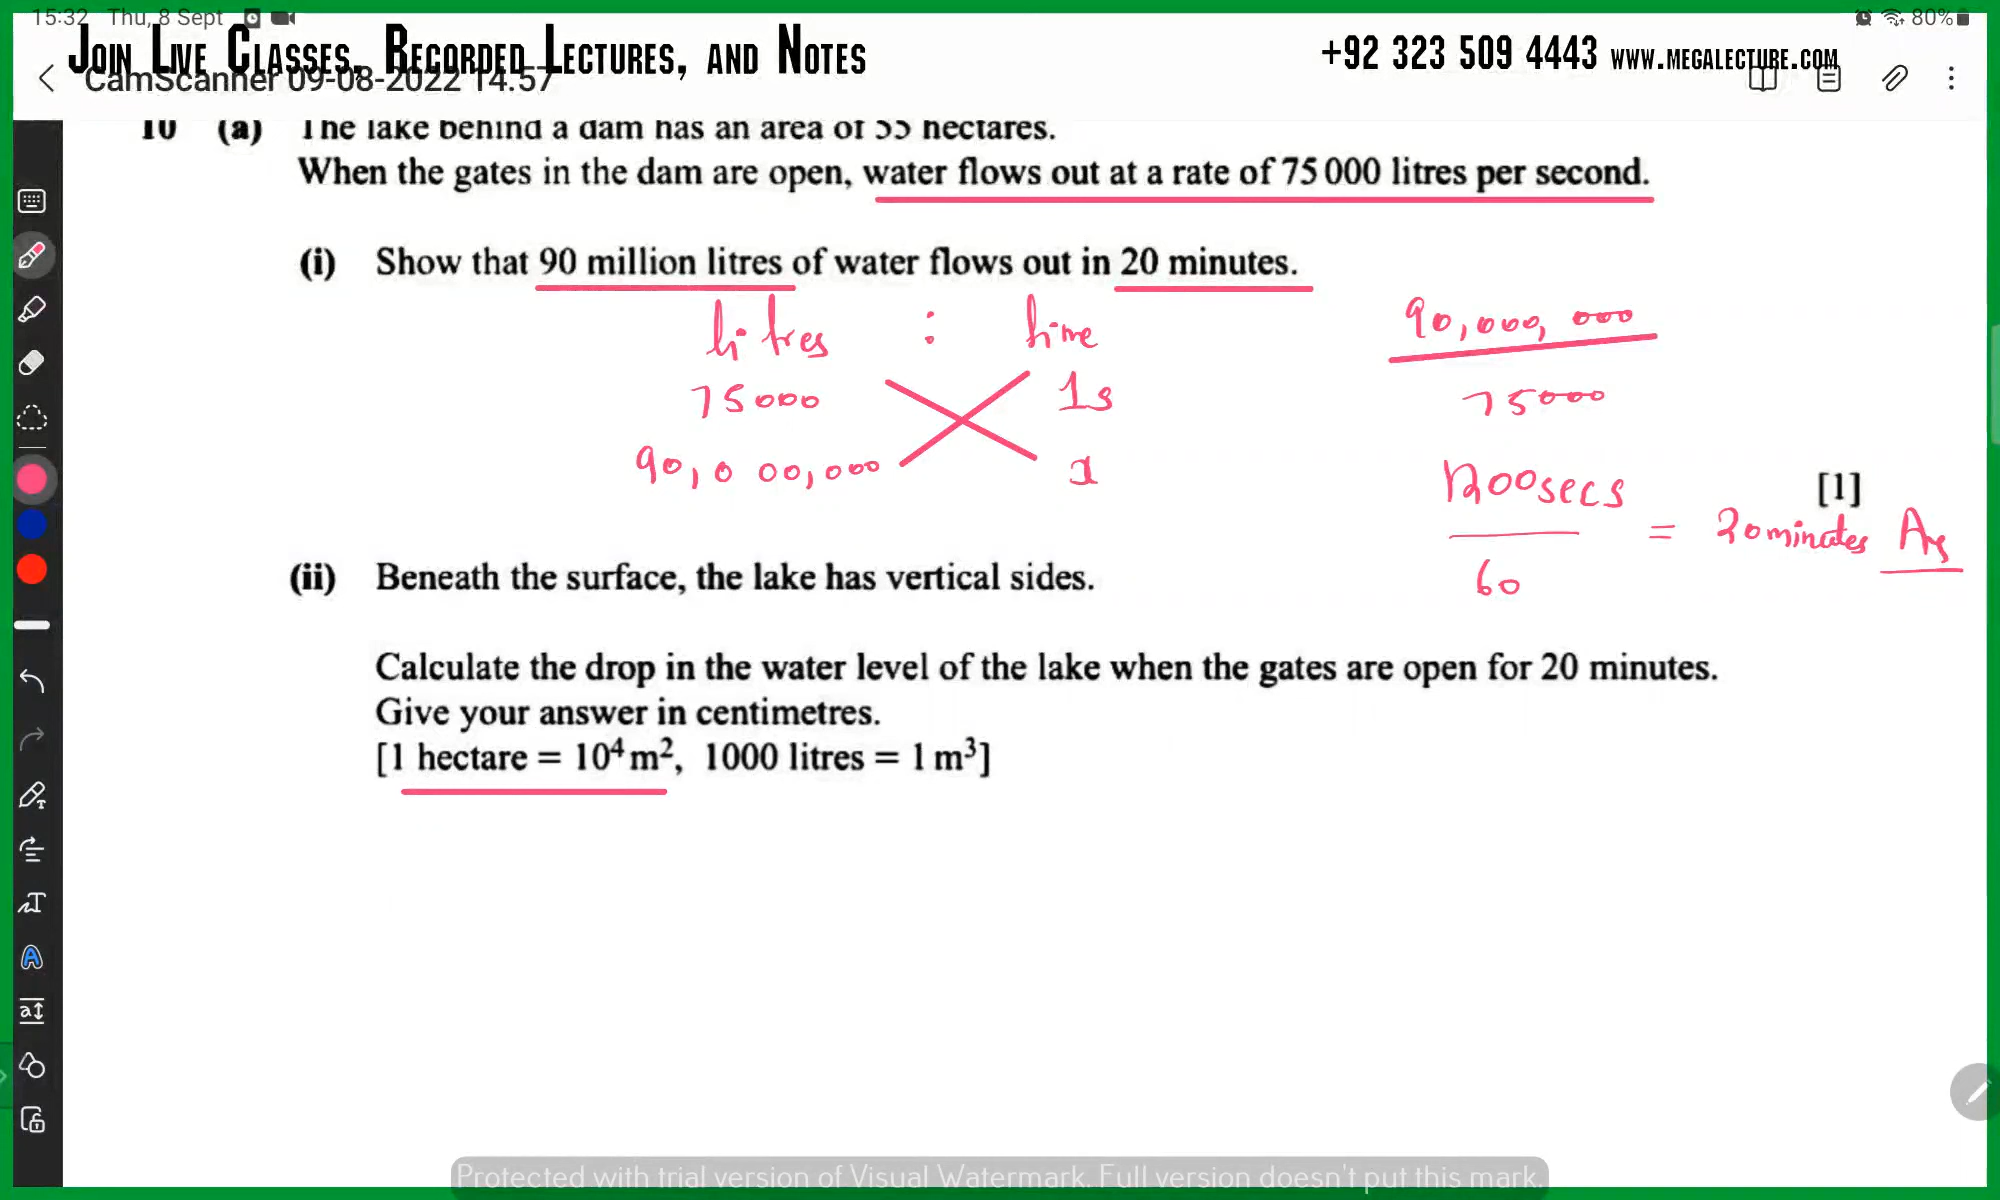 15:32 Thu, 8 Sept 80%
JOIN LIVE CLASSES, RECORDED LECTURES, AND NOTES
+92 323 509 4443 WWW.MEGALECTURE.COM
CamScanner 09-08-2022 14.57
10 (a) The lake behind a dam has an area of 55 hectares.
When the gates in the dam are open, water flows out at a rate of 75 000 litres per second.
(i) Show that 90 million litres of water flows out in 20 minutes.
litres : time
75000 1s
90,000,000 x
90,000,000
75000
1200secs
60
= 20minutes Ans
[1]
(ii) Beneath the surface, the lake has vertical sides.
Calculate the drop in the water level of the lake when the gates are open for 20 minutes.
Give your answer in centimetres.
[1 hectare = 10⁴ m², 1000 litres = 1 m³]
Protected with trial version of Visual Watermark. Full version doesn't put this mark.